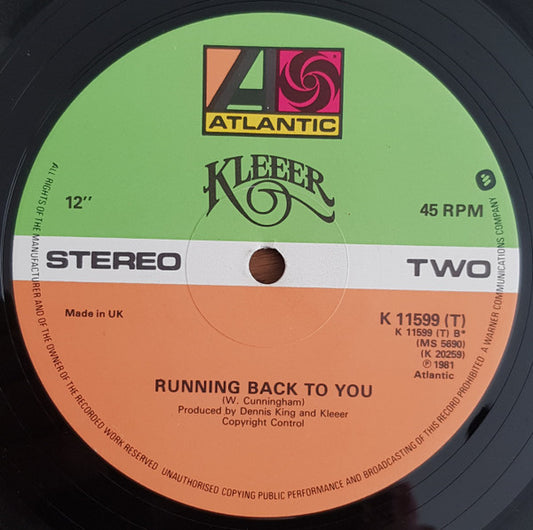 ATLANTIC
KLEEER
12"
45 RPM
STEREO
TWO
Made in UK
K 11599 (T)
K 11599 (T) B*
(MS 5690)
(K 20259)
℗ 1981
Atlantic
RUNNING BACK TO YOU
(W. Cunningham)
Produced by Dennis King and Kleeer
Copyright Control
ALL RIGHTS OF THE MANUFACTURER AND OF THE OWNER OF THE RECORDED WORK RESERVED UNAUTHORISED COPYING PUBLIC PERFORMANCE AND BROADCASTING OF THIS RECORD PROHIBITED A WARNER COMMUNICATIONS COMPANY